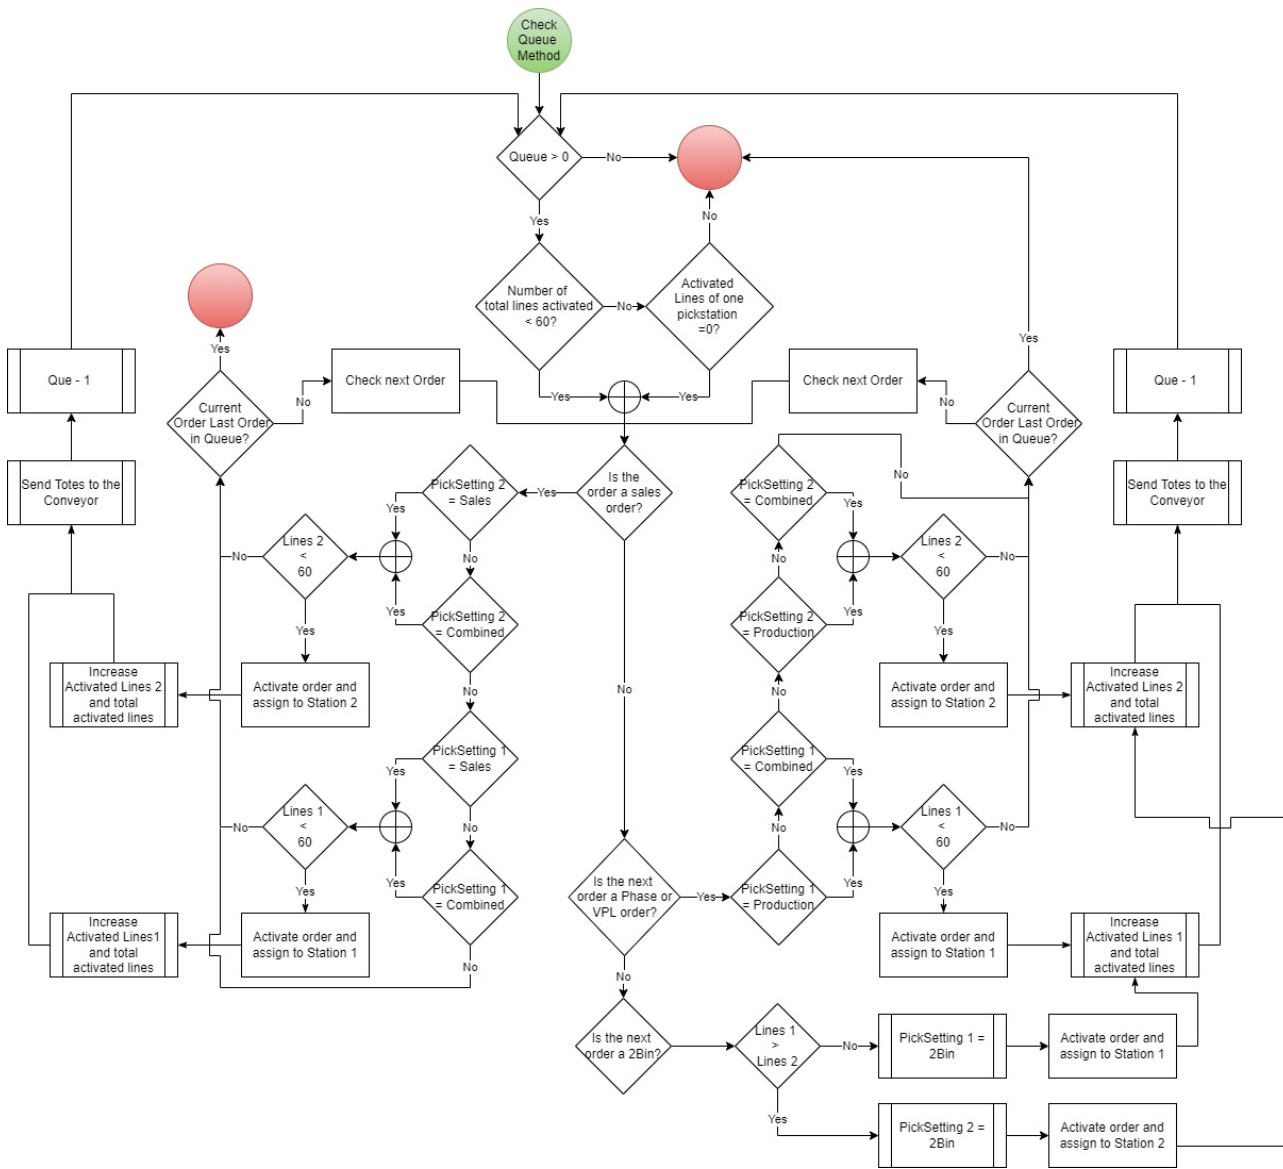 Check
Queue
Method
Queue > 0
No
Yes
Number of
total lines activated
< 60?
No
Activated
Lines of one
pickstation
=0?
No
Yes
Yes
Yes
Current
Order Last Order
in Queue?
No
Check next Order
Check next Order
No
Current
Order Last Order
in Queue?
Yes
Que - 1
Send Totes to the
Conveyor
Que - 1
Send Totes to the
Conveyor
Is the
order a sales
order?
Yes
No
PickSetting 2
= Sales
Yes
No
PickSetting 2
= Combined
Yes
No
Lines 2
<
60
No
Yes
Activate order and
assign to Station 2
Increase
Activated Lines 2
and total
activated lines
PickSetting 1
= Sales
Yes
No
PickSetting 1
= Combined
Yes
No
Lines 1
<
60
No
Yes
Activate order and
assign to Station 1
Increase
Activated Lines1
and total
activated lines
PickSetting 2
= Combined
No
Yes
No
PickSetting 2
= Production
Yes
No
Lines 2
<
60
No
Yes
Activate order and
assign to Station 2
Increase
Activated Lines 2
and total
activated lines
PickSetting 1
= Combined
Yes
No
PickSetting 1
= Production
Yes
Lines 1
<
60
No
Yes
Activate order and
assign to Station 1
Increase
Activated Lines 1
and total
activated lines
Is the next
order a Phase or
VPL order?
Yes
No
Is the next
order a 2Bin?
Lines 1
>
Lines 2
No
PickSetting 1 =
2Bin
Activate order and
assign to Station 1
Yes
PickSetting 2 =
2Bin
Activate order and
assign to Station 2